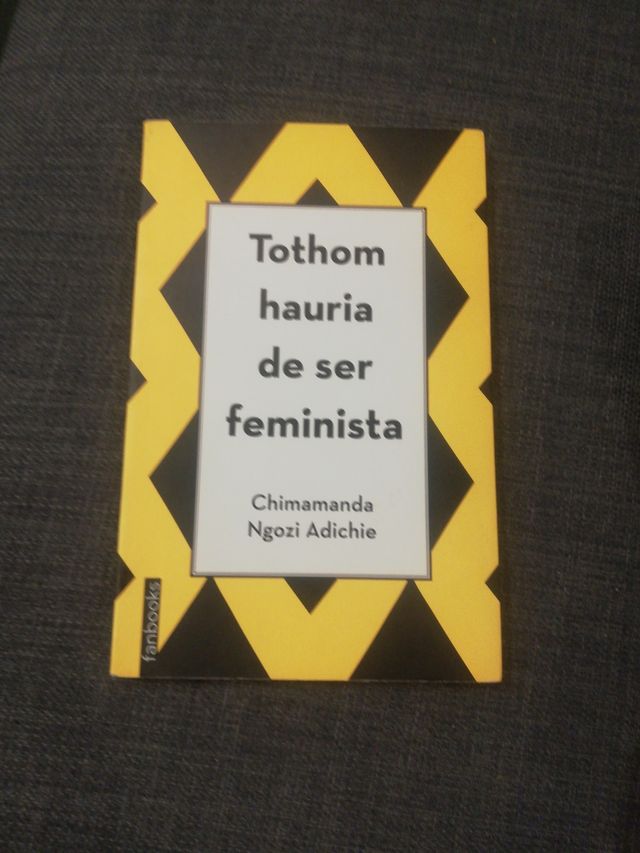 Tothom
hauria
de ser
feminista
Chimamanda
Ngozi Adichie
fanbooks